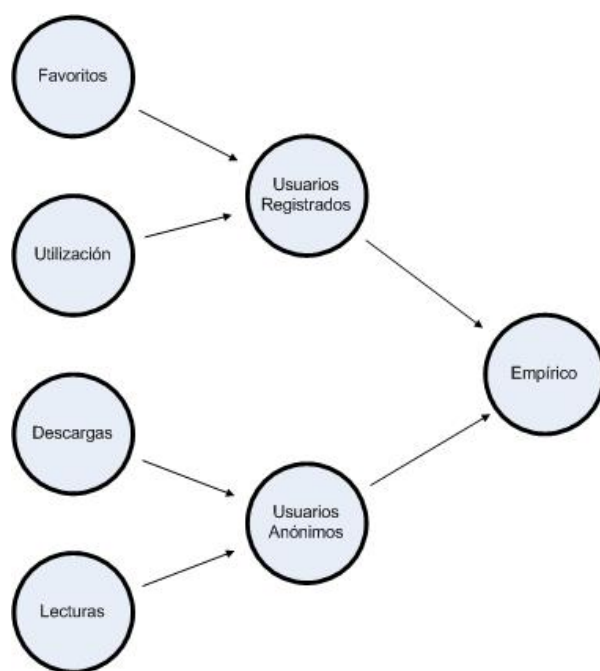 Favoritos
Utilización
Usuarios
Registrados
Empírico
Descargas
Usuarios
Anónimos
Lecturas